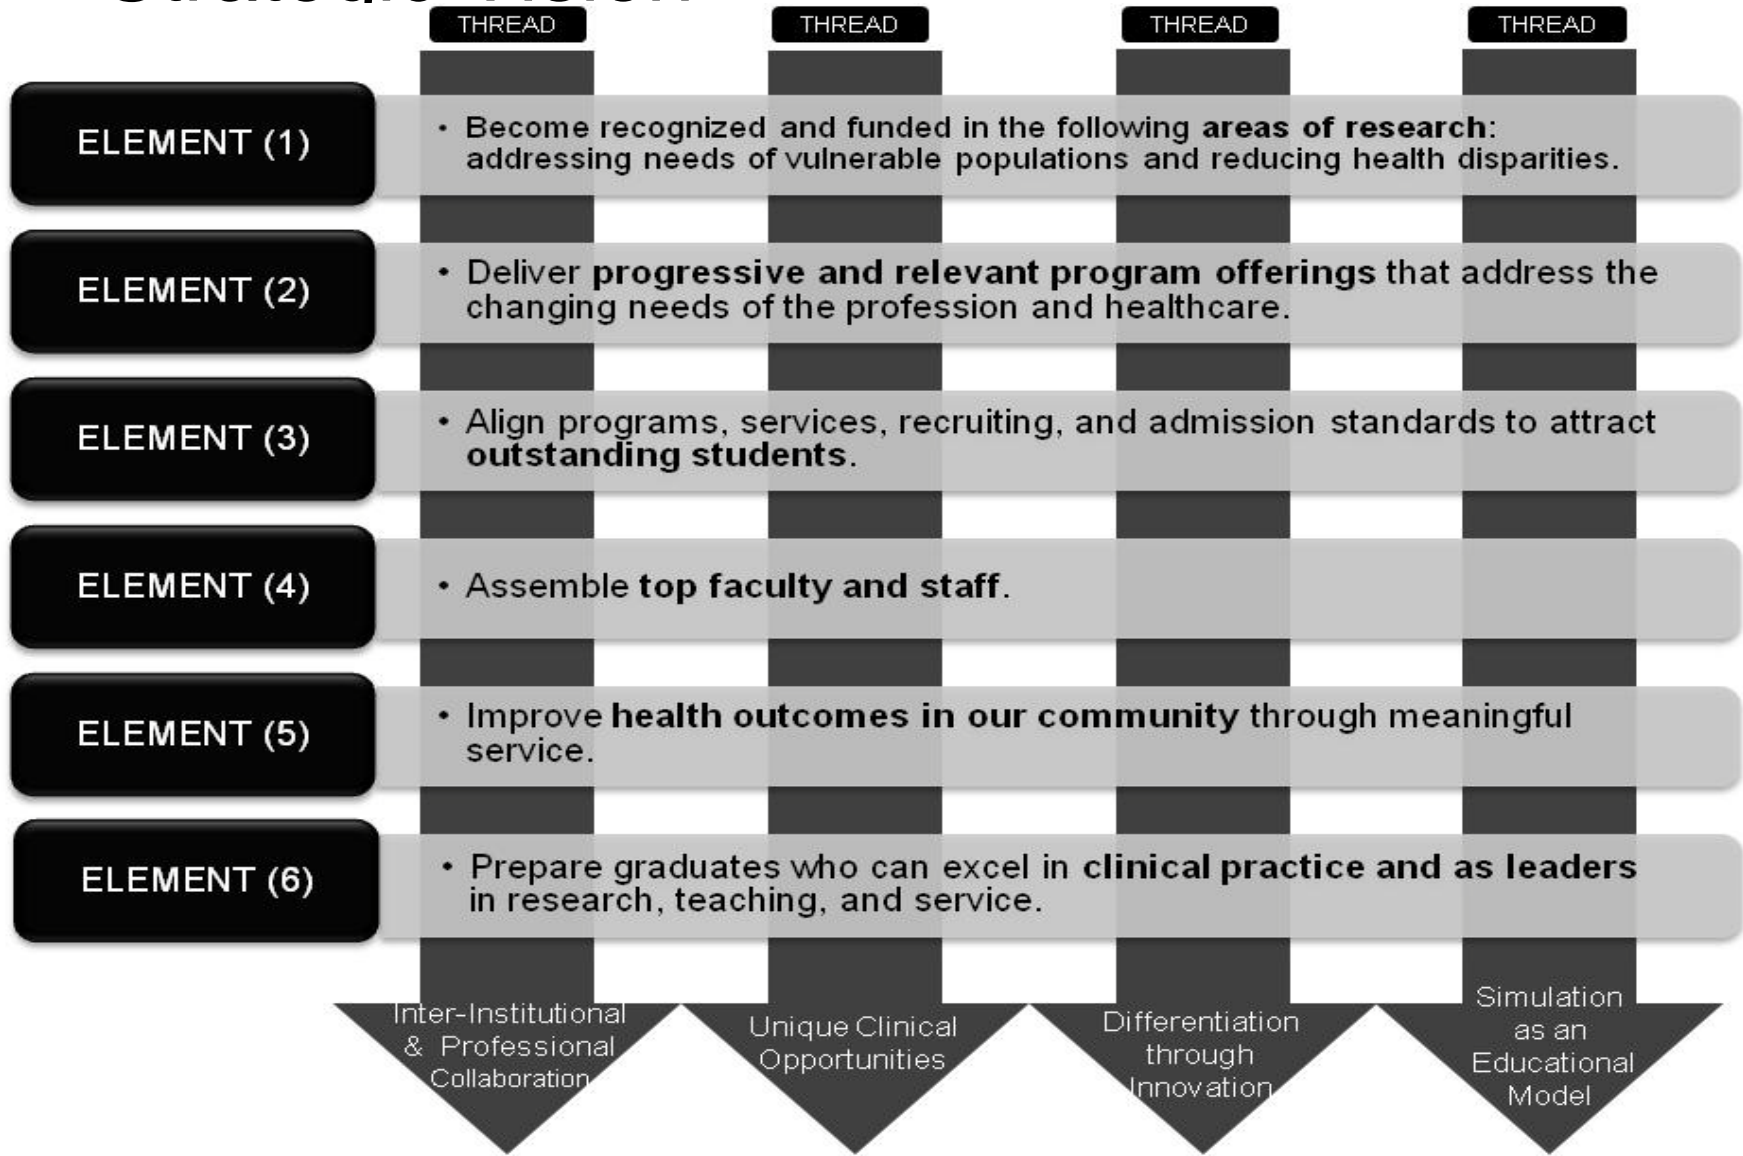 Strategic Vision
THREAD THREAD THREAD THREAD
ELEMENT (1)
• Become recognized and funded in the following areas of research:
addressing needs of vulnerable populations and reducing health disparities.
ELEMENT (2)
• Deliver progressive and relevant program offerings that address the
changing needs of the profession and healthcare.
ELEMENT (3)
• Align programs, services, recruiting, and admission standards to attract
outstanding students.
ELEMENT (4)
• Assemble top faculty and staff.
ELEMENT (5)
• Improve health outcomes in our community through meaningful
service.
ELEMENT (6)
• Prepare graduates who can excel in clinical practice and as leaders
in research, teaching, and service.
Inter-Institutional
& Professional
Collaboration
Unique Clinical
Opportunities
Differentiation
through
Innovation
Simulation
as an
Educational
Model